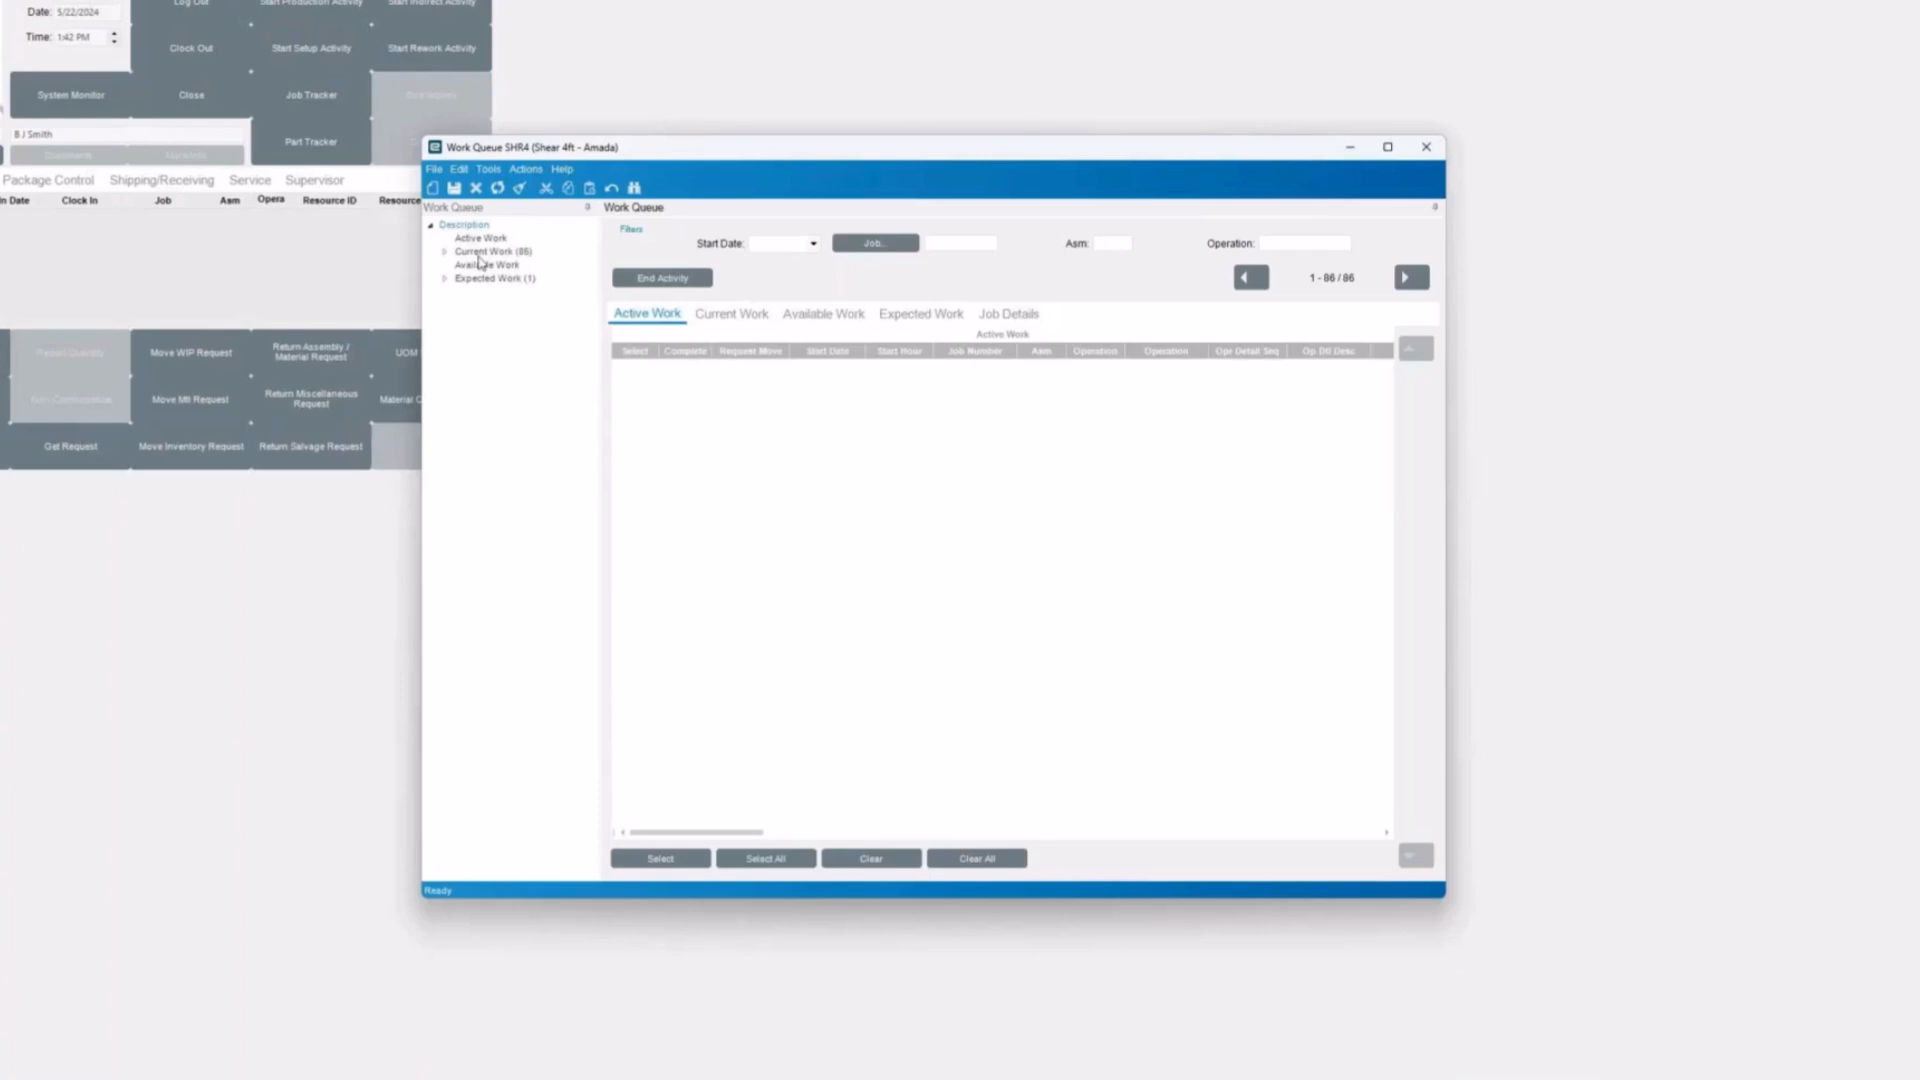 Date: 5/22/2024
Log Out
Start Production Activity
Start Indirect Activity
Time: 1:42 PM
Clock Out
Start Setup Activity
Start Rework Activity
System Monitor
Close
Job Tracker
B J Smith
Part Tracker
Package Control
Shipping/Receiving
Service
Supervisor
n Date
Clock In
Job
Asm
Opera
Resource ID
Resource
Report Quantity
Move WIP Request
Return Assembly /
Material Request
UOM
Move Mtl Request
Return Miscellaneous
Request
Material C
Get Request
Move Inventory Request
Return Salvage Request
Work Queue SHR4 (Shear 4ft - Amada)
File Edit Tools Actions Help
Work Queue
Description
Active Work
Current Work (86)
Available Work
Expected Work (1)
Work Queue
Filters
Start Date:
Job...
Asm:
Operation:
End Activity
1 - 86 / 86
Active Work
Current Work
Available Work
Expected Work
Job Details
Active Work
Select
Complete
Request Move
Start Date
Start Hour
Job Number
Asm
Operation
Operation
Opr Detail Seq
Op Dtl Desc
Select
Select All
Clear
Clear All
Ready